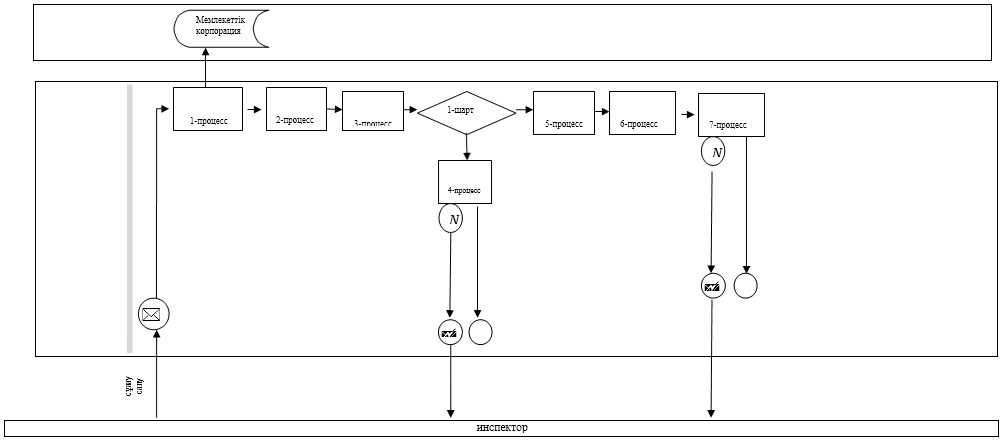 Мемлекеттік
корпорация
1-процесс
2-процесс
3-процесс
1-шарт
5-процесс
6-процесс
7-процесс
N
4-процесс
N
сұрау
салу
инспектор